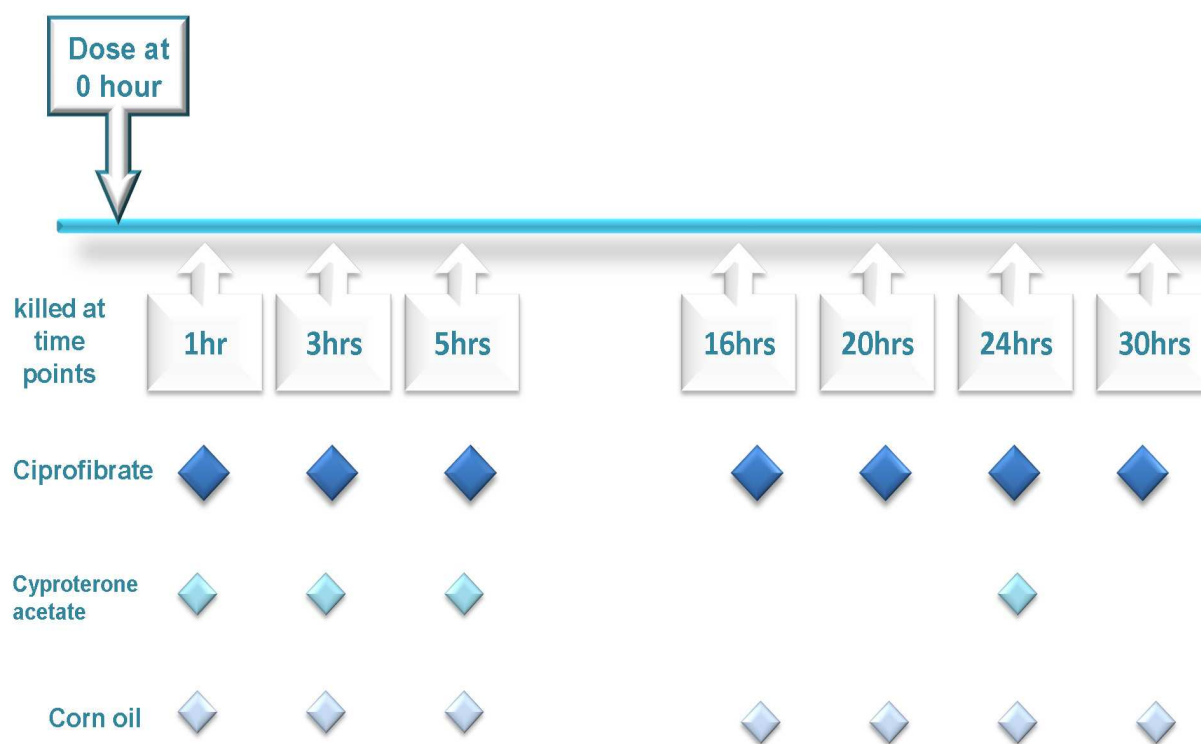 Dose at
0 hour
killed at
time
points
1hr
3hrs
5hrs
16hrs
20hrs
24hrs
30hrs
Ciprofibrate
Cyproterone
acetate
Corn oil